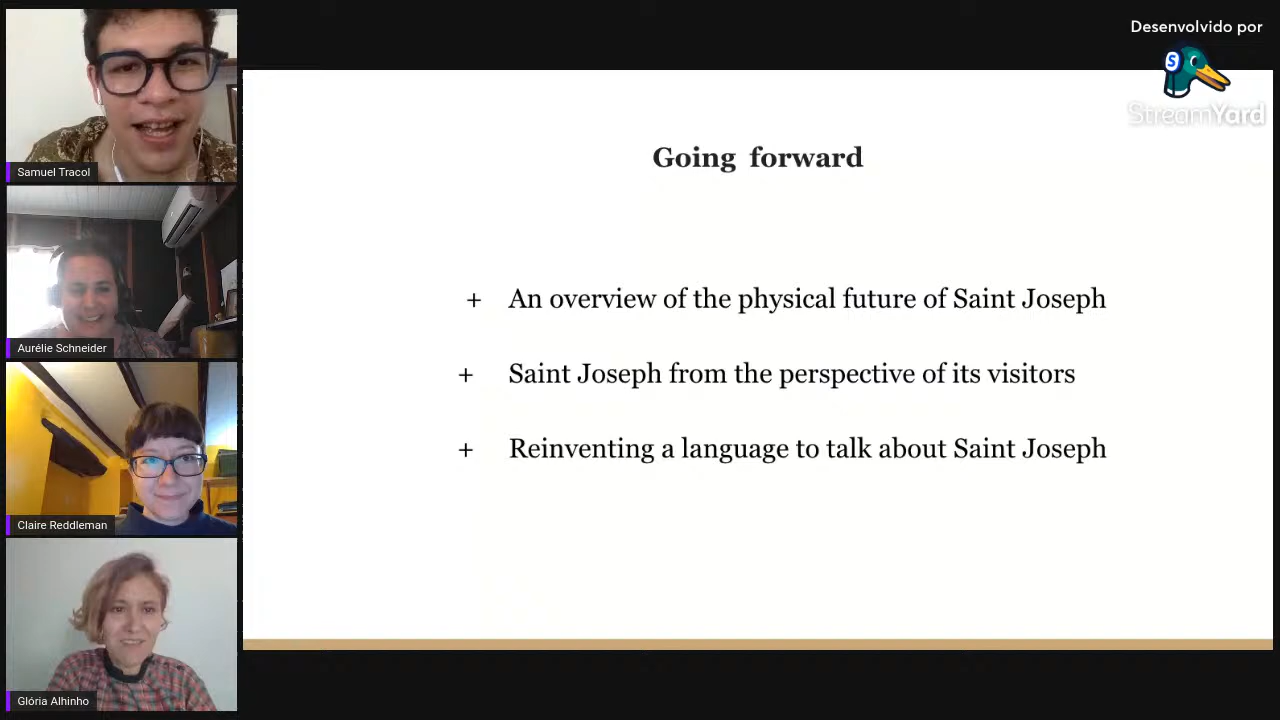 Desenvolvido por
StreamYard
Going forward
+ An overview of the physical future of Saint Joseph
+ Saint Joseph from the perspective of its visitors
+ Reinventing a language to talk about Saint Joseph
Samuel Tracol
Aurélie Schneider
Claire Reddleman
Glória Alhinho